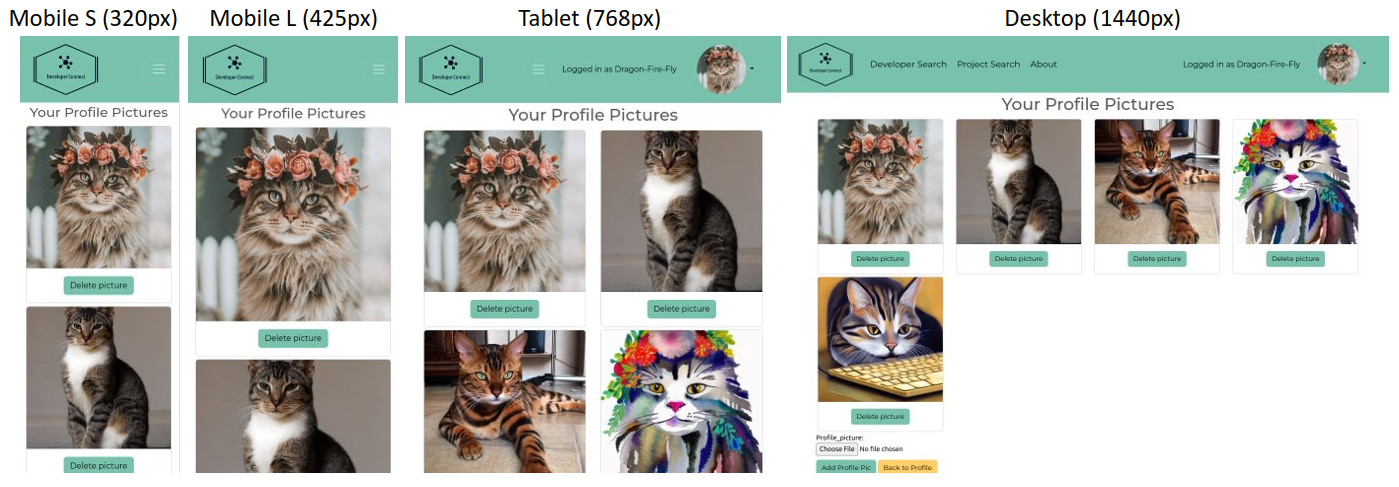 Mobile S (320px)
Developer Connect
Your Profile Pictures
Delete picture
Delete picture
Mobile L (425px)
Developer Connect
Your Profile Pictures
Delete picture
Tablet (768px)
Developer Connect
Logged in as Dragon-Fire-Fly
Your Profile Pictures
Delete picture
Delete picture
Desktop (1440px)
Developer Connect
Developer Search Project Search About
Logged in as Dragon-Fire-Fly
Your Profile Pictures
Delete picture
Delete picture
Delete picture
Delete picture
Delete picture
Profile_picture:
Choose File No file chosen
Add Profile Pic Back to Profile